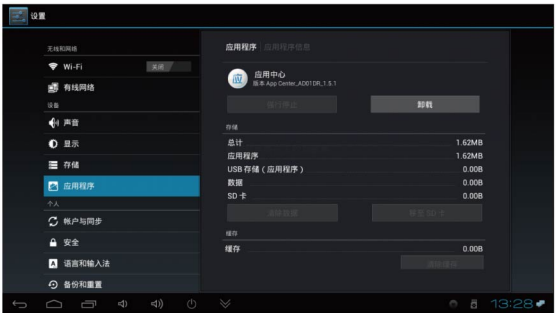 设置
无线和网络
Wi-Fi
关闭
有线网络
设备
声音
显示
存储
应用程序
个人
帐户与同步
安全
语言和输入法
备份和重置
应用程序 应用程序信息
应用中心
版本 App Center_AD01DR_1.5.1
强行停止
卸载
存储
总计 1.62MB
应用程序 1.62MB
USB 存储（应用程序） 0.00B
数据 0.00B
SD 卡 0.00B
清除数据
移至 SD 卡
缓存
缓存 0.00B
清除缓存
13:28